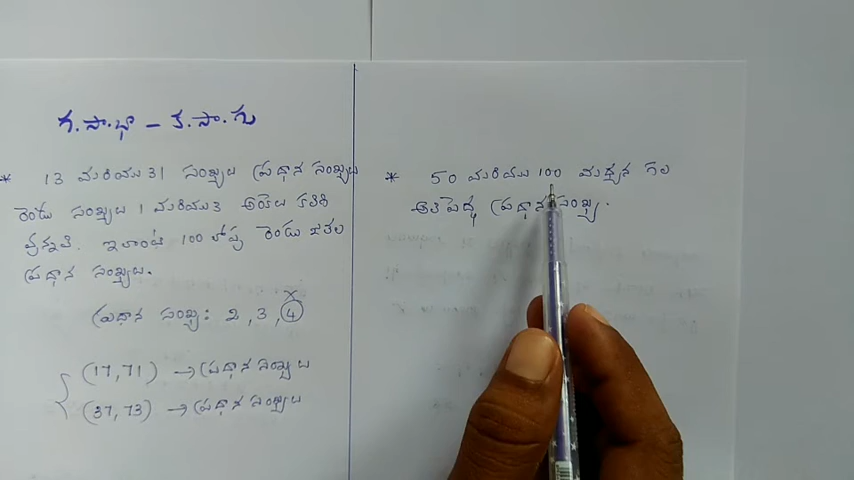 గ.సా.భా - క.సా.గు
* 13 మరియు 31 సంఖ్యలు ప్రధాన సంఖ్యలు
రెండు సంఖ్యలు 1 మరియు 3 అంకెలు కలిగి
వున్నవి. ఇలాంటి 100 లోపు రెండు జతల
ప్రధాన సంఖ్యలు.
ప్రధాన సంఖ్య: 2, 3, 4
(17, 71) → ప్రధాన సంఖ్యలు
(37, 73) → ప్రధాన సంఖ్యలు
* 50 మరియు 100 మధ్యన గల
అతిపెద్ద ప్రధాన సంఖ్య.